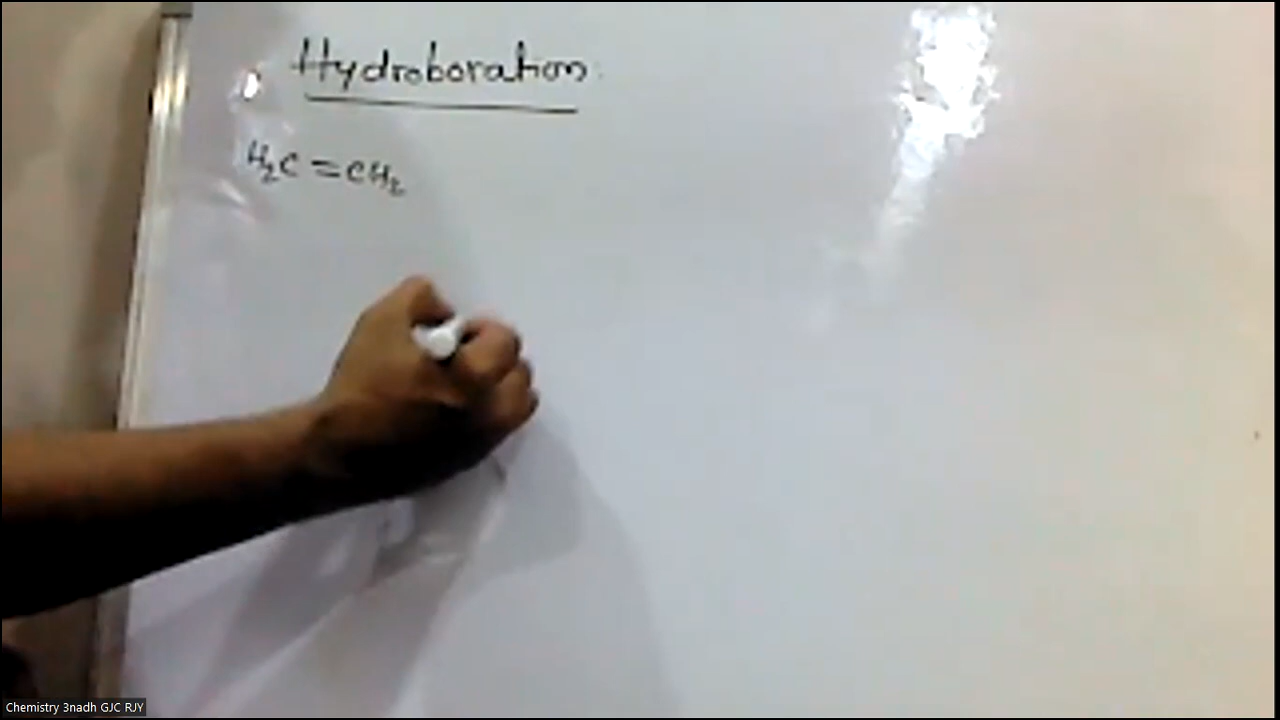 Hydroboration
H₂C = CH₂
Chemistry 3nadh GJC RJY